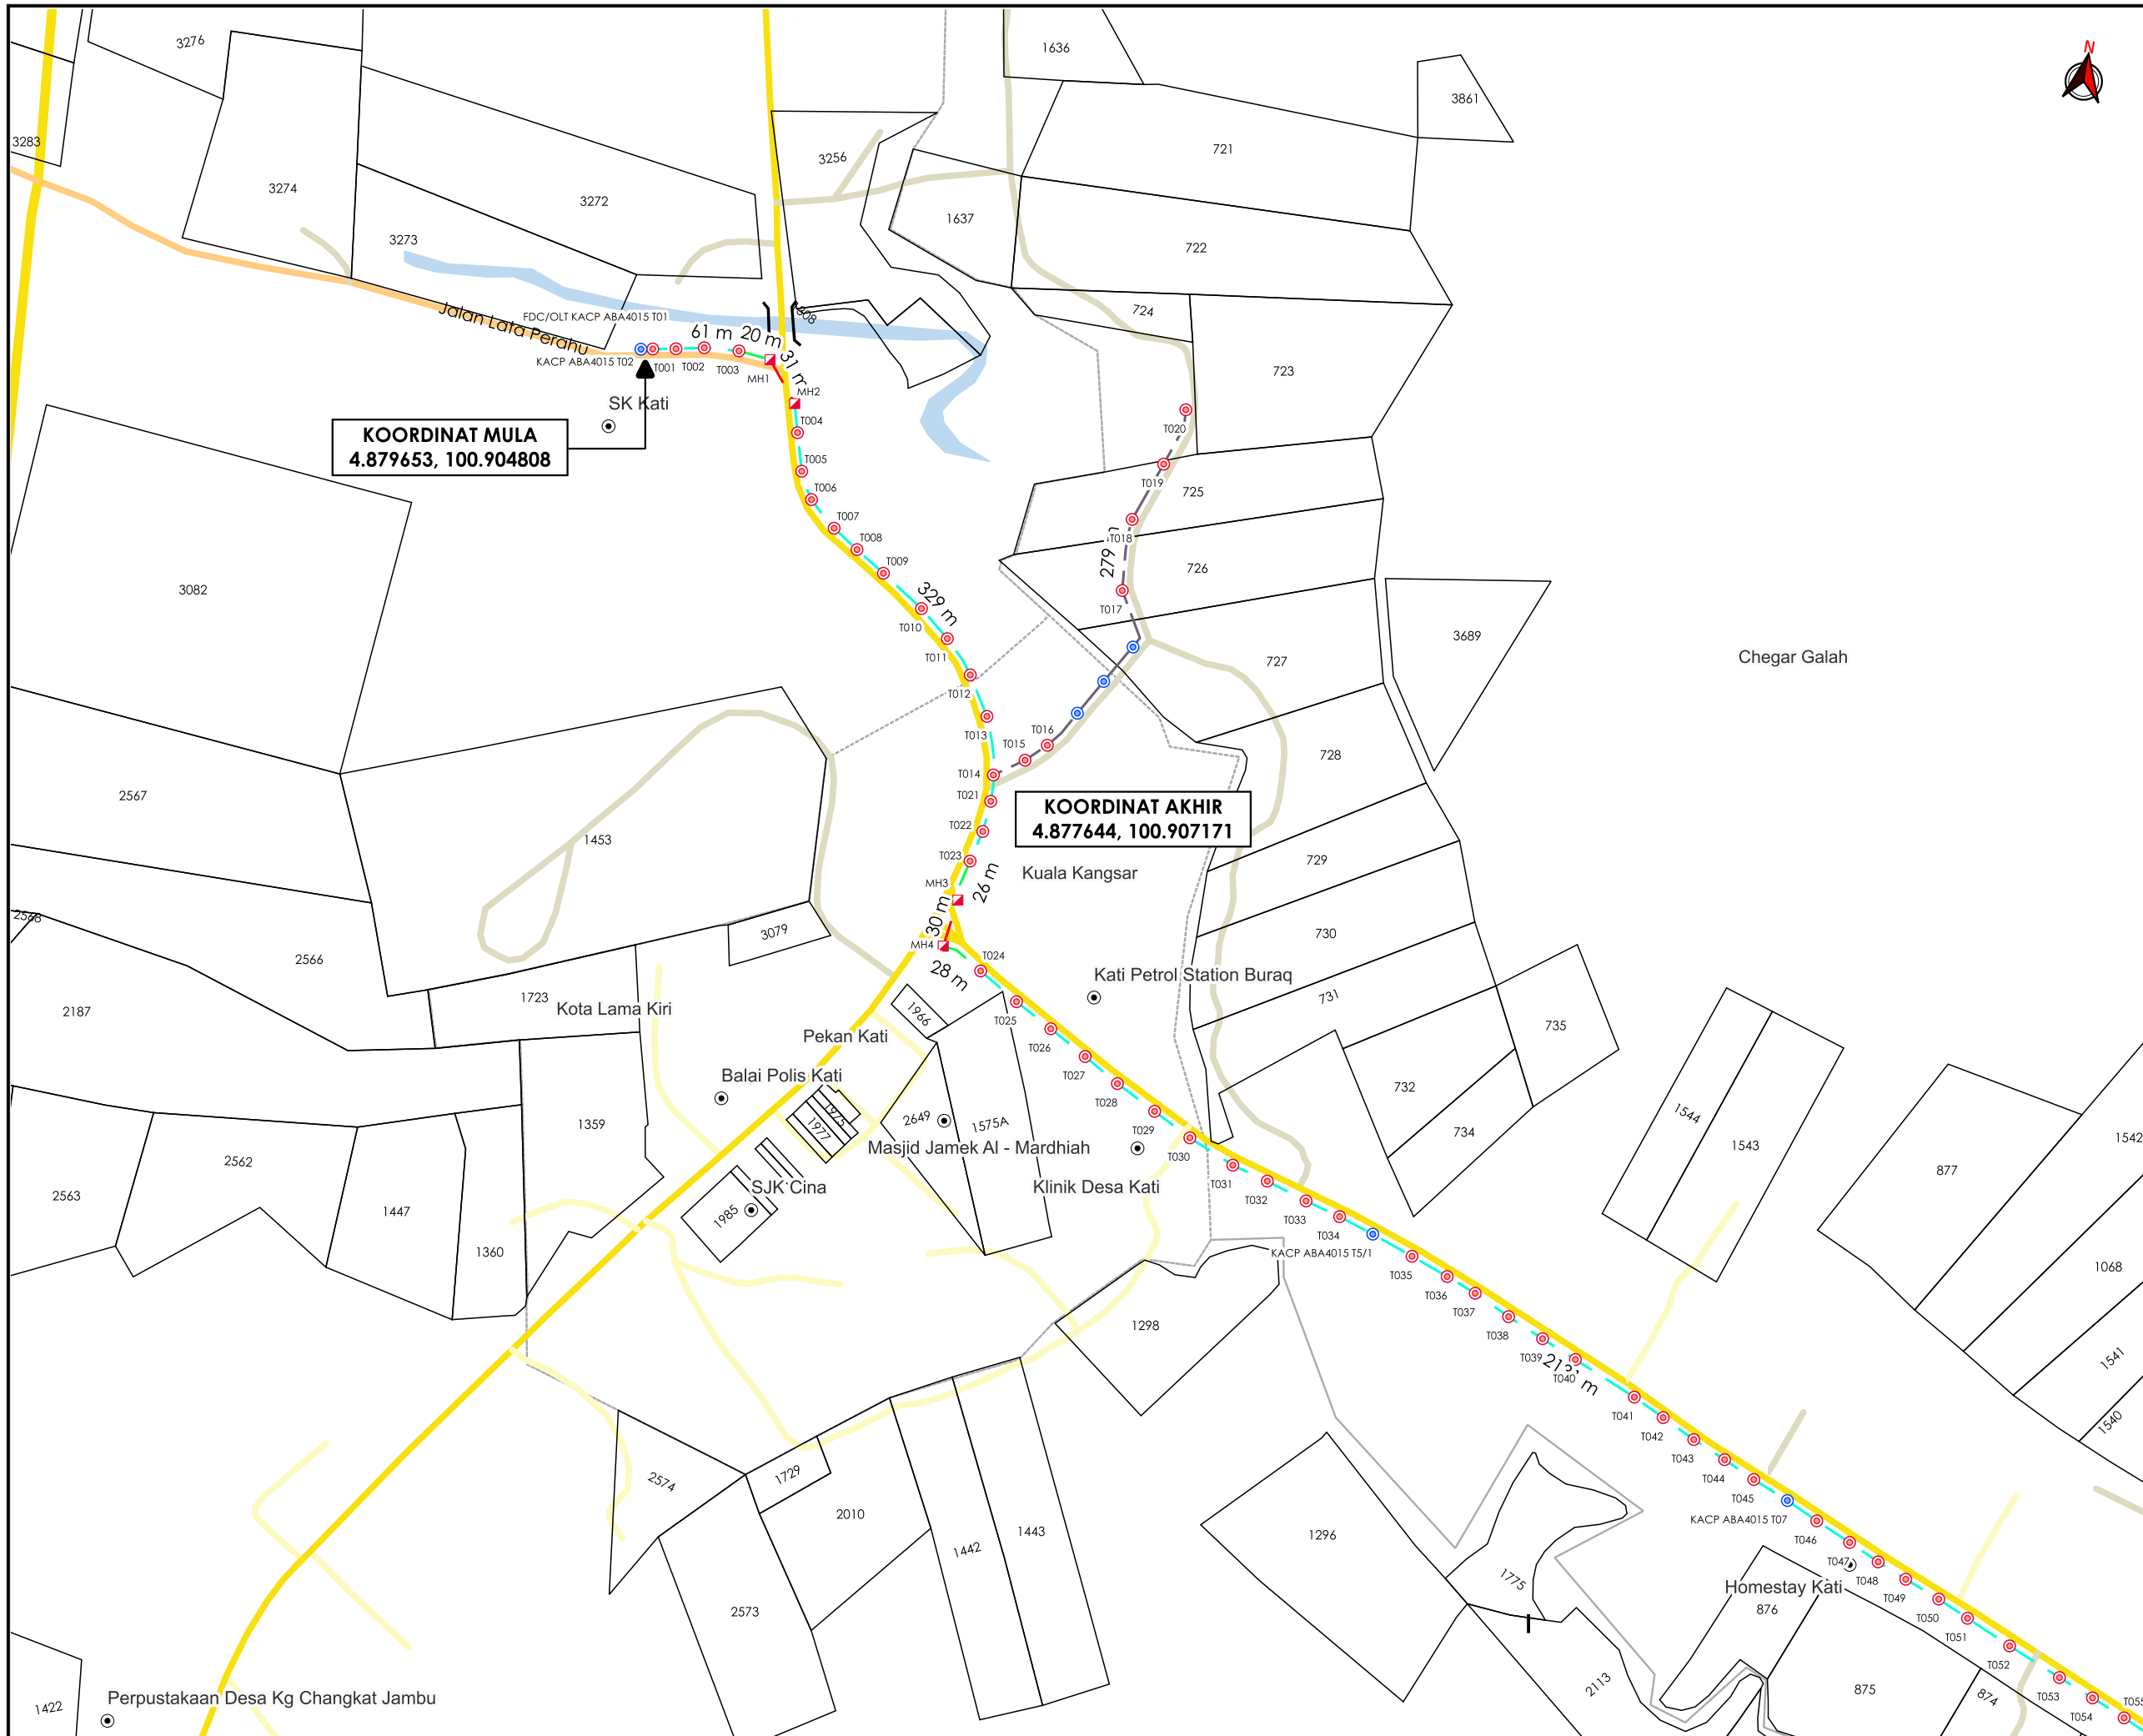 N
3276
1636
3861
3283
721
3256
3274
3272
1637
3273
722
724
808
Jalan Lata Perahu
FDC/OLT KACP ABA4015 T01
61 m
20 m
31 m
KACP ABA4015 T02
T001
T002
T003
MH1
723
MH2
SK Kati
T004
T020
KOORDINAT MULA
4.879653, 100.904808
T005
T019
725
T006
T007
T018
T008
279 m
T009
726
3082
329 m
T017
T010
3689
T011
727
Chegar Galah
T012
T013
T015
T016
728
T014
2567
T021
KOORDINAT AKHIR
4.877644, 100.907171
T022
1453
T023
729
Kuala Kangsar
MH3
26 m
2568
30 m
3079
730
MH4
2566
T024
28 m
Kati Petrol Station Buraq
1723
731
Kota Lama Kiri
2187
1966
T025
735
Pekan Kati
T026
T027
Balai Polis Kati
732
T028
1544
2649
1977
1359
1575A
T029
734
1543
1542
Masjid Jamek Al - Mardhiah
T030
2562
877
T031
SJK Cina
Klinik Desa Kati
2563
T032
1447
1985
T033
T034
1360
KACP ABA4015 T5/1
1068
T035
T036
T037
1298
T038
T039
1541
T040
T041
1540
T042
T043
T044
2574
1729
T045
2010
KACP ABA4015 T07
1443
1296
T046
1442
T047
T048
1775
Homestay Kati
T049
2573
876
T050
T051
T052
2113
875
T053
Perpustakaan Desa Kg Changkat Jambu
874
T055
1422
T054